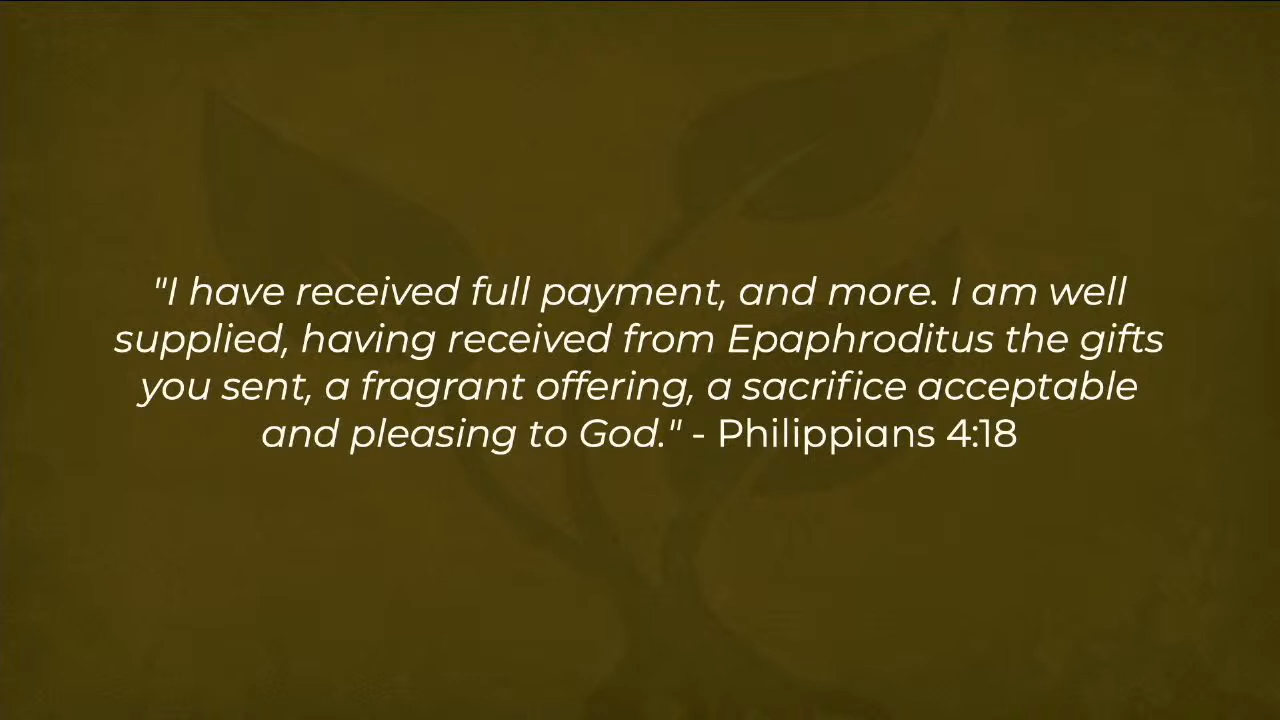 "I have received full payment, and more. I am well
supplied, having received from Epaphroditus the gifts
you sent, a fragrant offering, a sacrifice acceptable
and pleasing to God." - Philippians 4:18